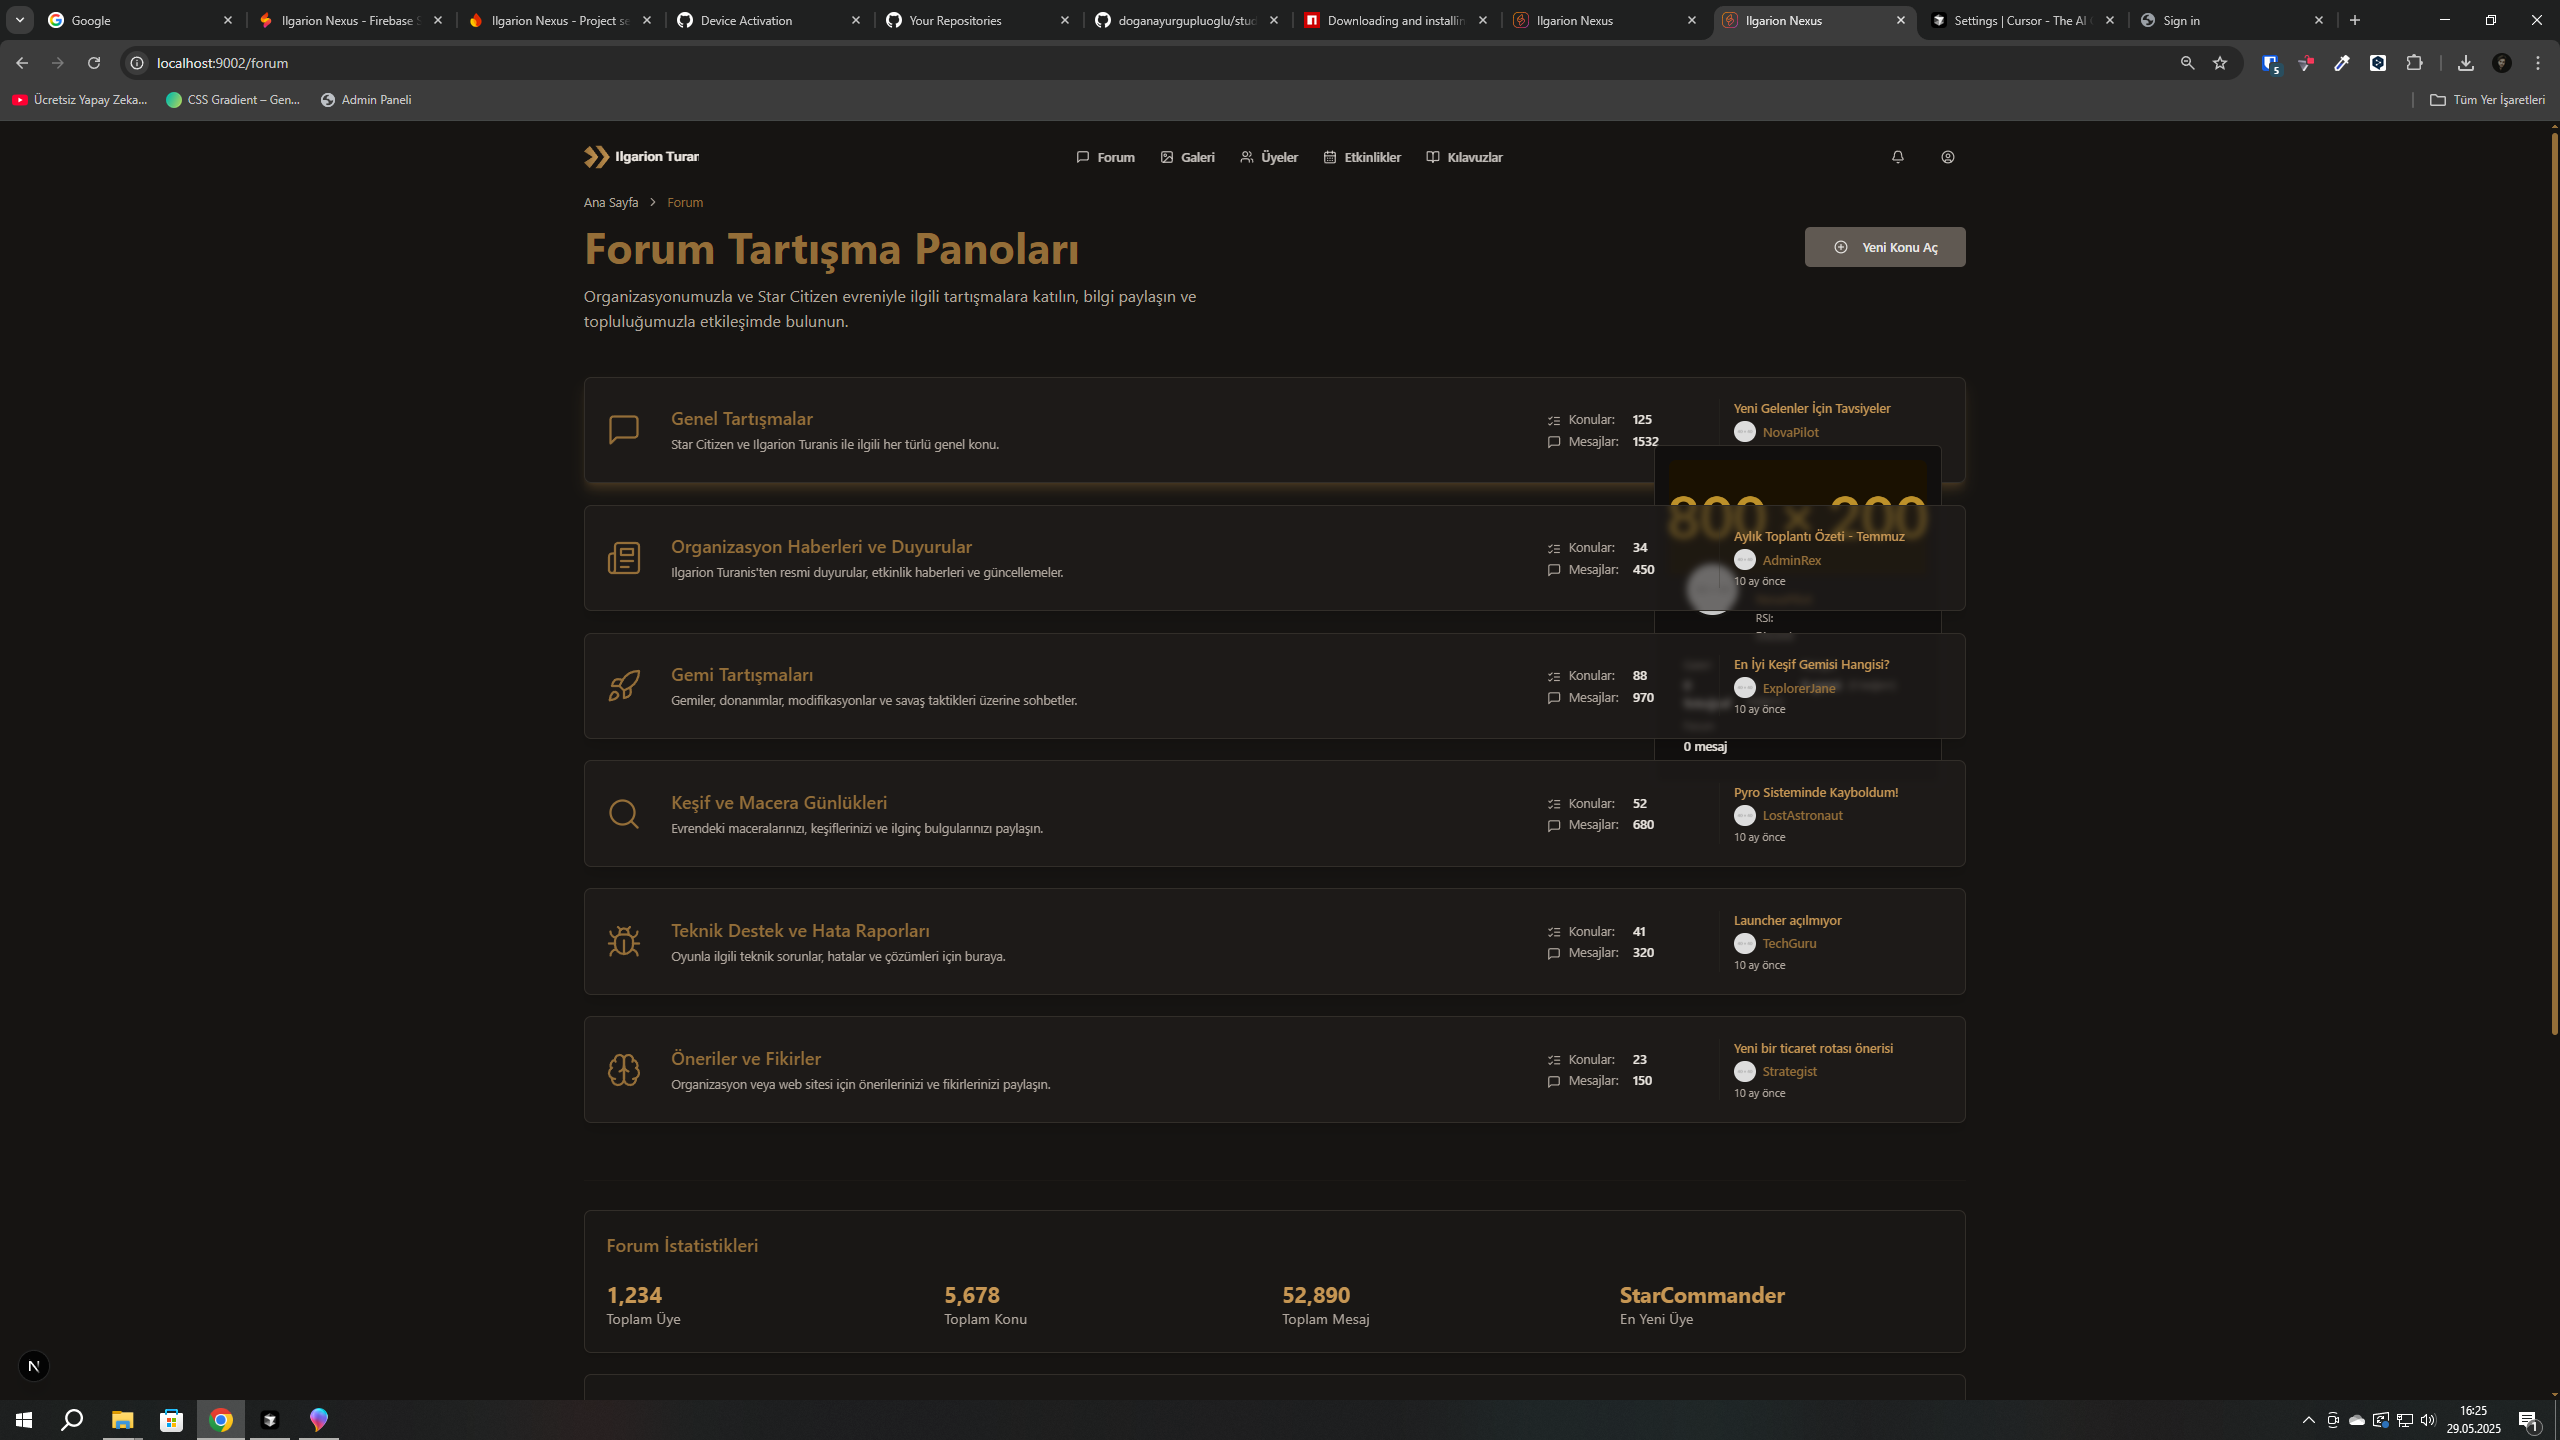 Google
Ilgarion Nexus - Firebase S
Ilgarion Nexus - Project se
Device Activation
Your Repositories
doganayurgupluoglu/stud
Downloading and installin
Ilgarion Nexus
Ilgarion Nexus
Settings | Cursor - The AI
Sign in
localhost:9002/forum
5
Ücretsiz Yapay Zeka...
CSS Gradient – Gen...
Admin Paneli
Tüm Yer İşaretleri
Ilgarion Turan
Forum
Galeri
Üyeler
Etkinlikler
Kılavuzlar
Ana Sayfa
Forum
Forum Tartışma Panoları
Yeni Konu Aç
Organizasyonumuzla ve Star Citizen evreniyle ilgili tartışmalara katılın, bilgi paylaşın ve
topluluğumuzla etkileşimde bulunun.
Genel Tartışmalar
Star Citizen ve Ilgarion Turanis ile ilgili her türlü genel konu.
Konular: 125
Mesajlar: 1532
Yeni Gelenler İçin Tavsiyeler
NovaPilot
800 × 200
Organizasyon Haberleri ve Duyurular
Ilgarion Turanis'ten resmi duyurular, etkinlik haberleri ve güncellemeler.
Konular: 34
Mesajlar: 450
Aylık Toplantı Özeti - Temmuz
AdminRex
10 ay önce
RSI:
Gemi Tartışmaları
Gemiler, donanımlar, modifikasyonlar ve savaş taktikleri üzerine sohbetler.
Konular: 88
Mesajlar: 970
En İyi Keşif Gemisi Hangisi?
ExplorerJane
10 ay önce
0 mesaj
Keşif ve Macera Günlükleri
Evrendeki maceralarınızı, keşiflerinizi ve ilginç bulgularınızı paylaşın.
Konular: 52
Mesajlar: 680
Pyro Sisteminde Kayboldum!
LostAstronaut
10 ay önce
Teknik Destek ve Hata Raporları
Oyunla ilgili teknik sorunlar, hatalar ve çözümleri için buraya.
Konular: 41
Mesajlar: 320
Launcher açılmıyor
TechGuru
10 ay önce
Öneriler ve Fikirler
Organizasyon veya web sitesi için önerilerinizi ve fikirlerinizi paylaşın.
Konular: 23
Mesajlar: 150
Yeni bir ticaret rotası önerisi
Strategist
10 ay önce
Forum İstatistikleri
1,234
Toplam Üye
5,678
Toplam Konu
52,890
Toplam Mesaj
StarCommander
En Yeni Üye
N
16:25
29.05.2025
1